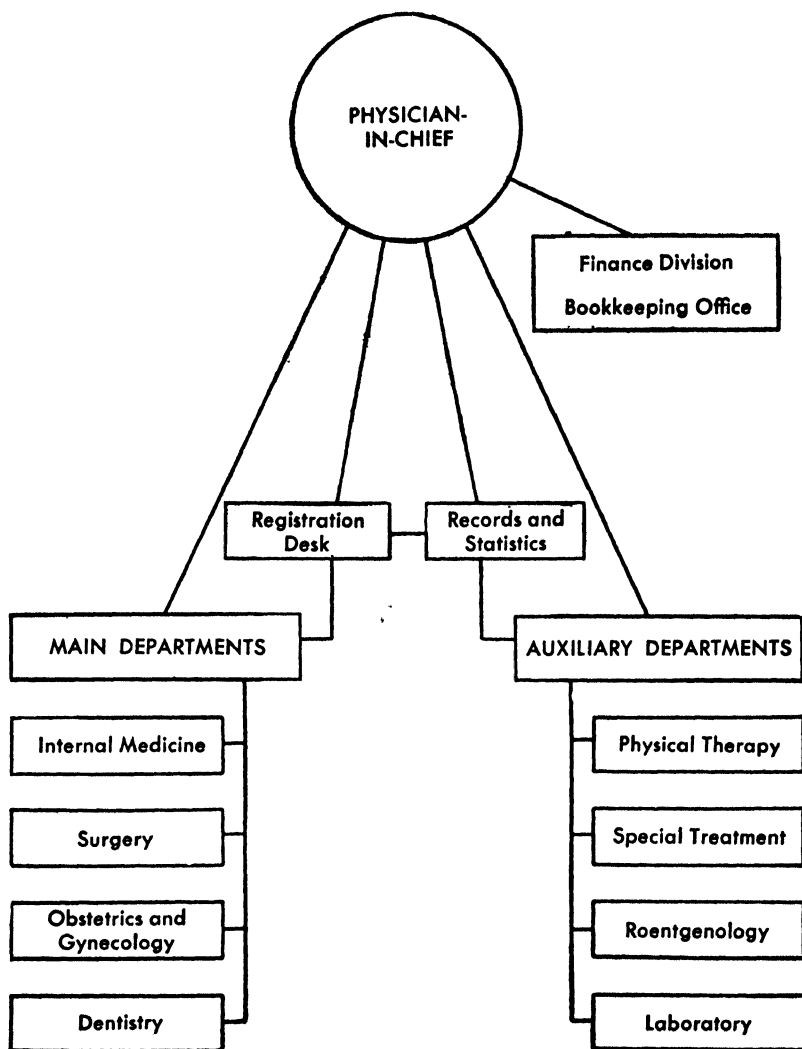 PHYSICIAN-
IN-CHIEF
Finance Division
Bookkeeping Office
Registration
Desk
Records and
Statistics
MAIN DEPARTMENTS
AUXILIARY DEPARTMENTS
Internal Medicine
Surgery
Obstetrics and
Gynecology
Dentistry
Physical Therapy
Special Treatment
Roentgenology
Laboratory